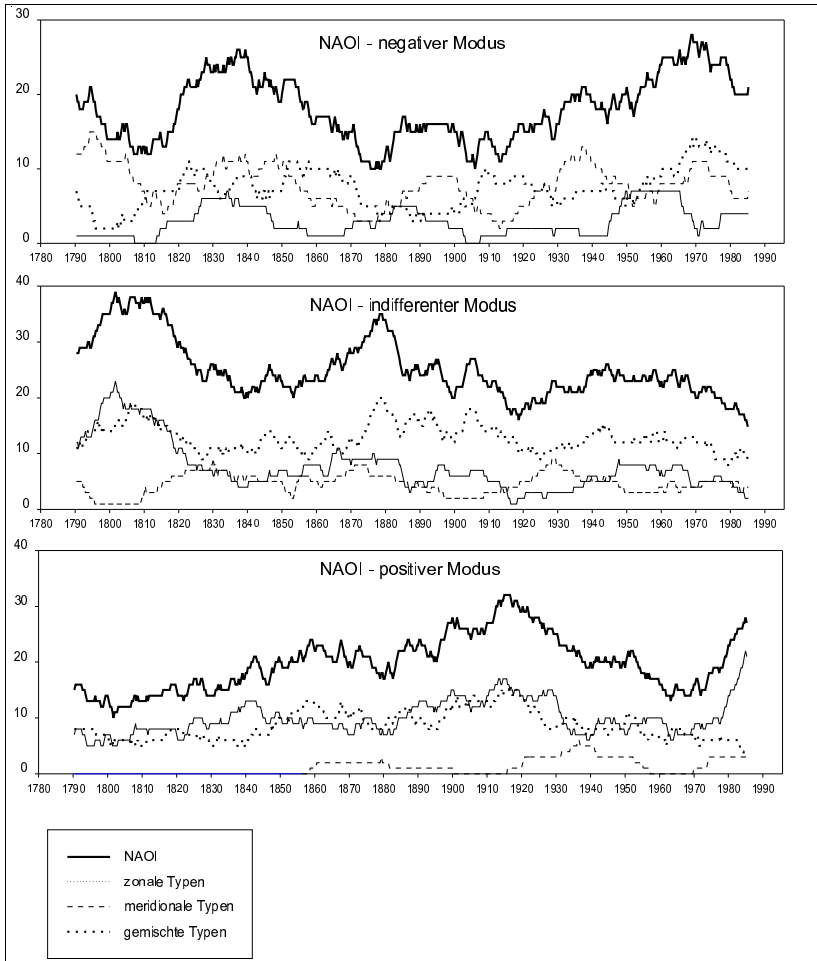 NAOI - negativer Modus
30
20
10
0
1780 1790 1800 1810 1820 1830 1840 1850 1860 1870 1880 1890 1900 1910 1920 1930 1940 1950 1960 1970 1980 1990
NAOI - indifferenter Modus
40
30
20
10
0
1780 1790 1800 1810 1820 1830 1840 1850 1860 1870 1880 1890 1900 1910 1920 1930 1940 1950 1960 1970 1980 1990
NAOI - positiver Modus
40
30
20
10
0
1780 1790 1800 1810 1820 1830 1840 1850 1860 1870 1880 1890 1900 1910 1920 1930 1940 1950 1960 1970 1980 1990
NAOI
zonale Typen
meridionale Typen
gemischte Typen